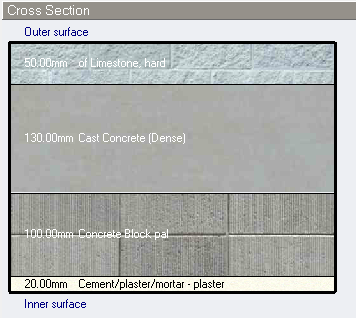 Cross Section
Outer surface
50.00mm of Limestone, hard
130.00mm Cast Concrete (Dense)
100.00mm Concrete Block pal
20.00mm Cement/plaster/mortar - plaster
Inner surface